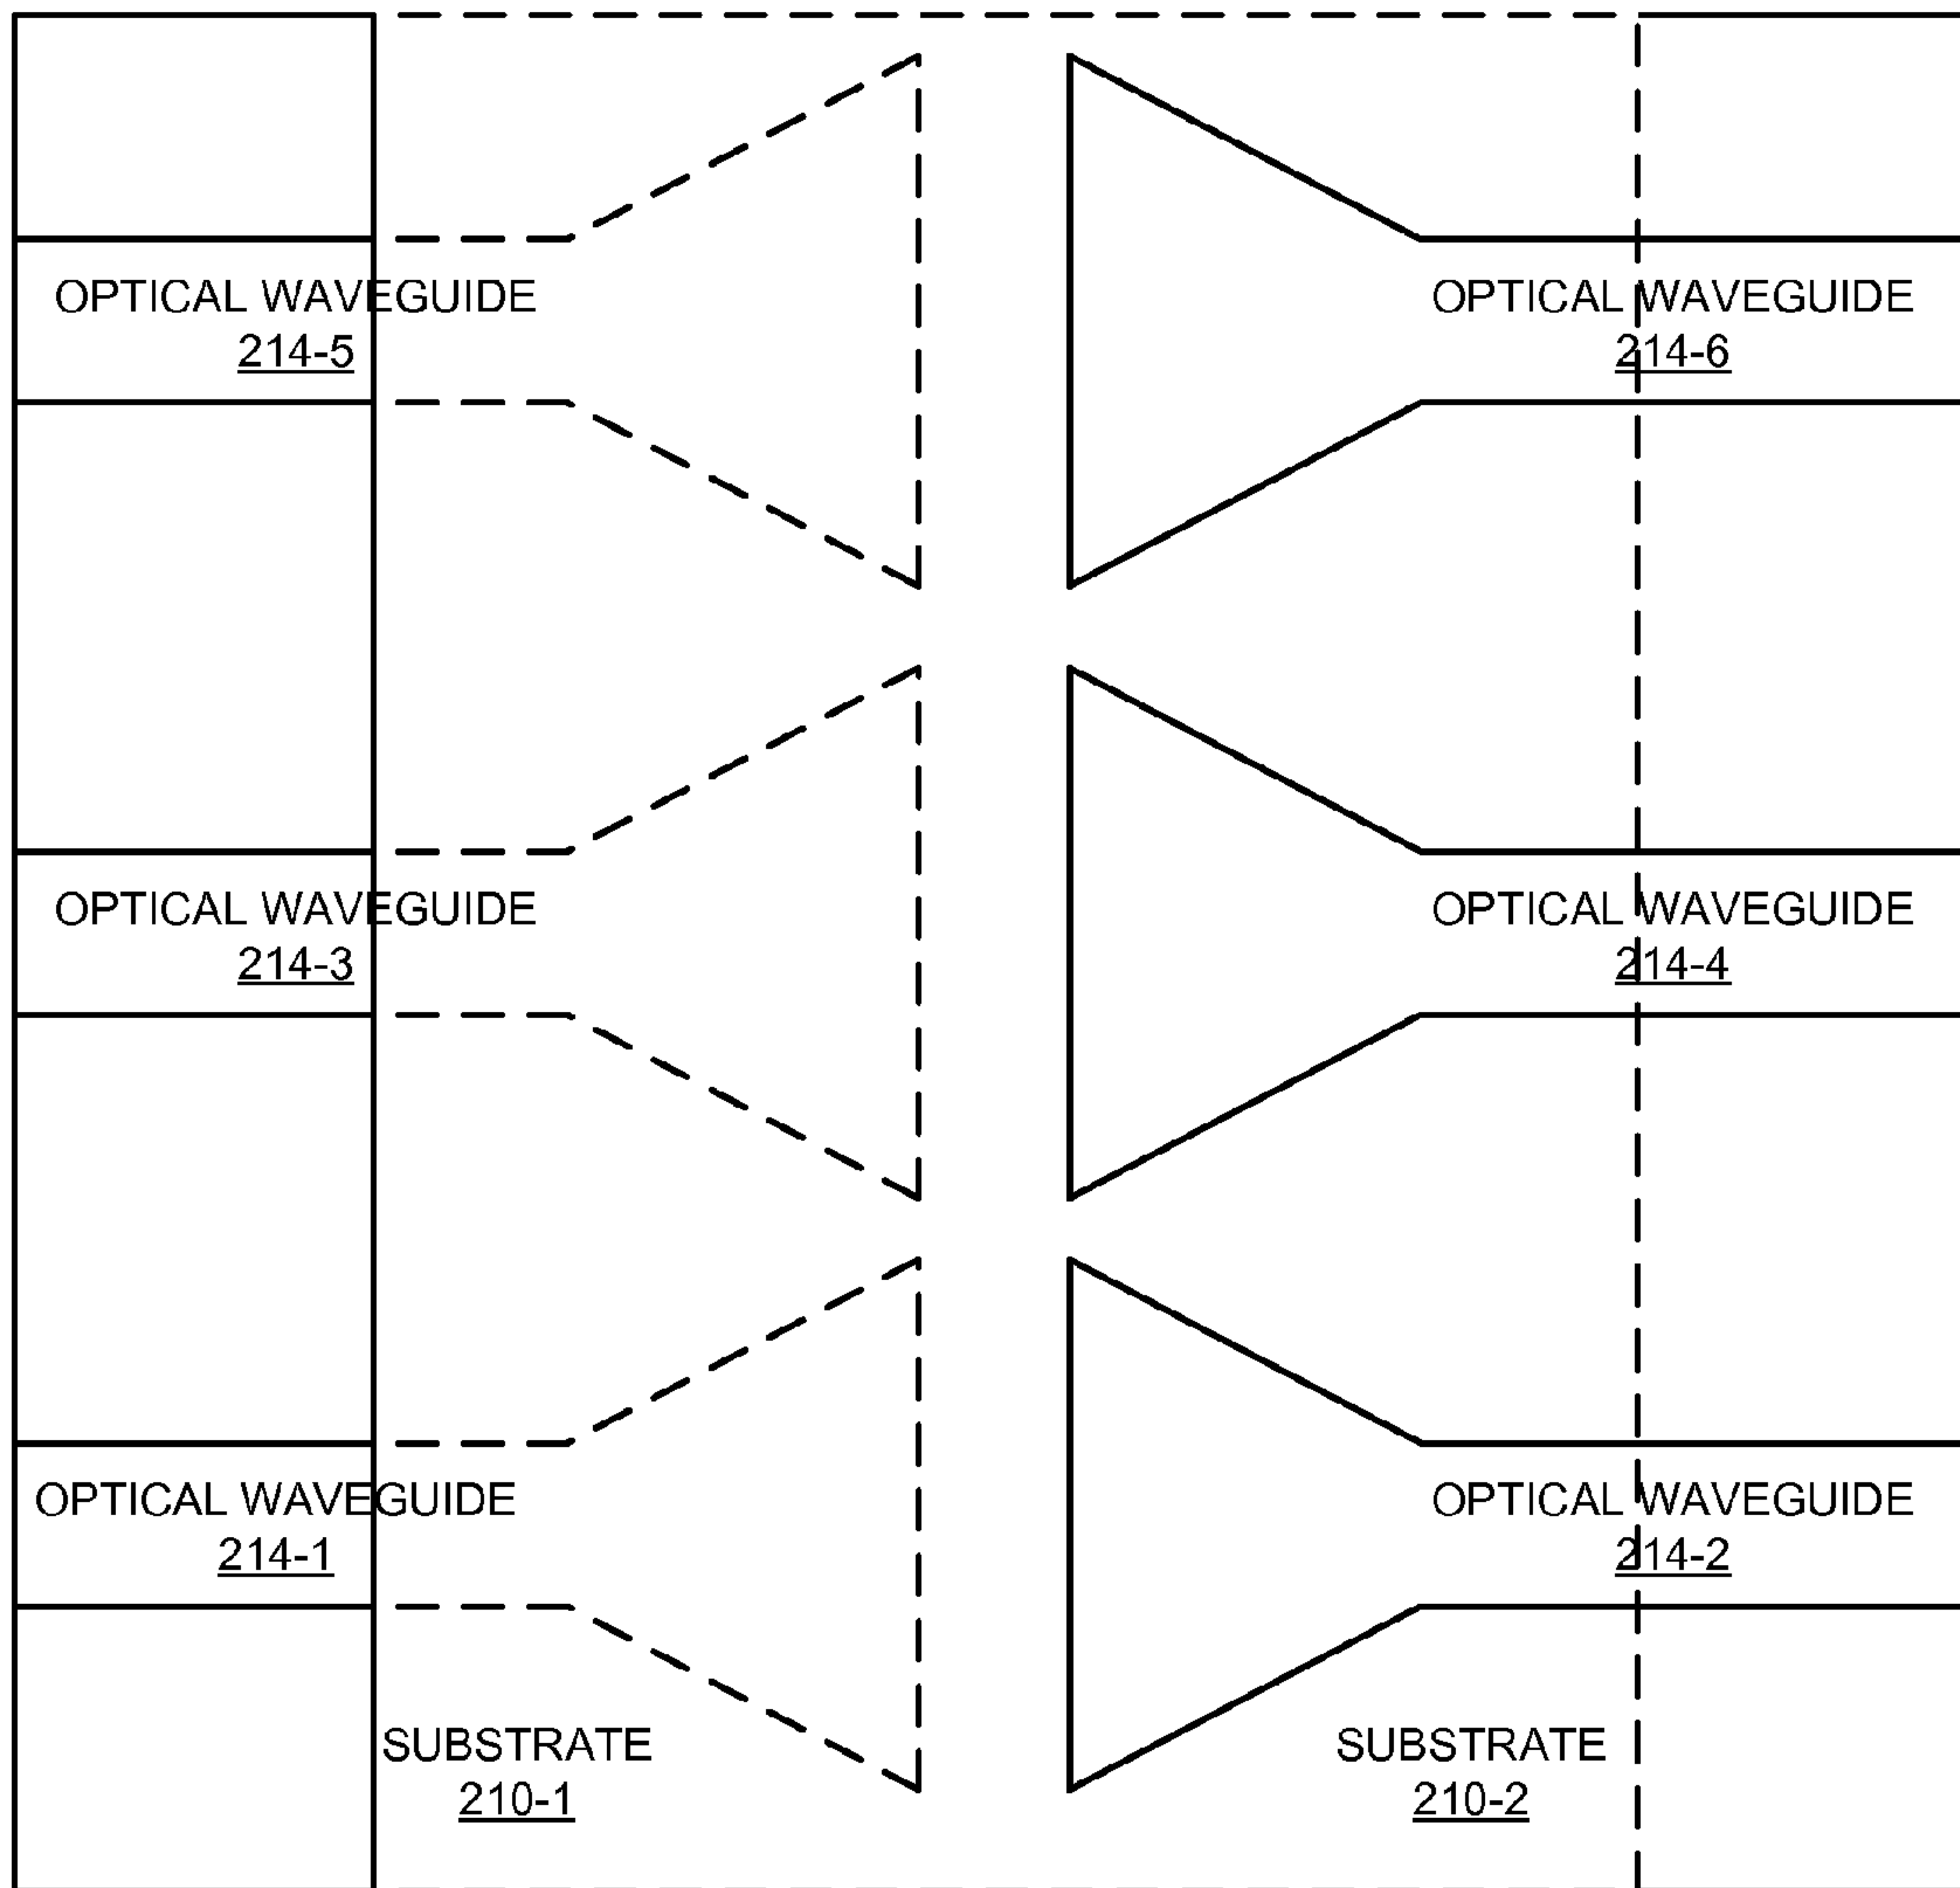 OPTICAL WAVEGUIDE
214-5
OPTICAL WAVEGUIDE
214-6
OPTICAL WAVEGUIDE
214-3
OPTICAL WAVEGUIDE
214-4
OPTICAL WAVEGUIDE
214-1
OPTICAL WAVEGUIDE
214-2
SUBSTRATE
210-1
SUBSTRATE
210-2